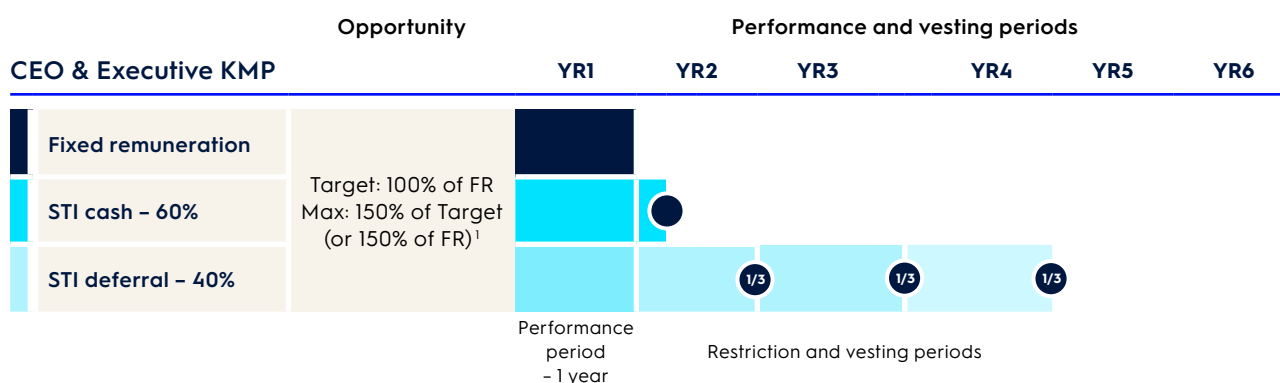 Opportunity
Performance and vesting periods
CEO & Executive KMP
YR1
YR2
YR3
YR4
YR5
YR6
Fixed remuneration
Target: 100% of FR
Max: 150% of Target
(or 150% of FR)¹
STI cash – 60%
STI deferral – 40%
1/3
1/3
1/3
Performance
period
– 1 year
Restriction and vesting periods